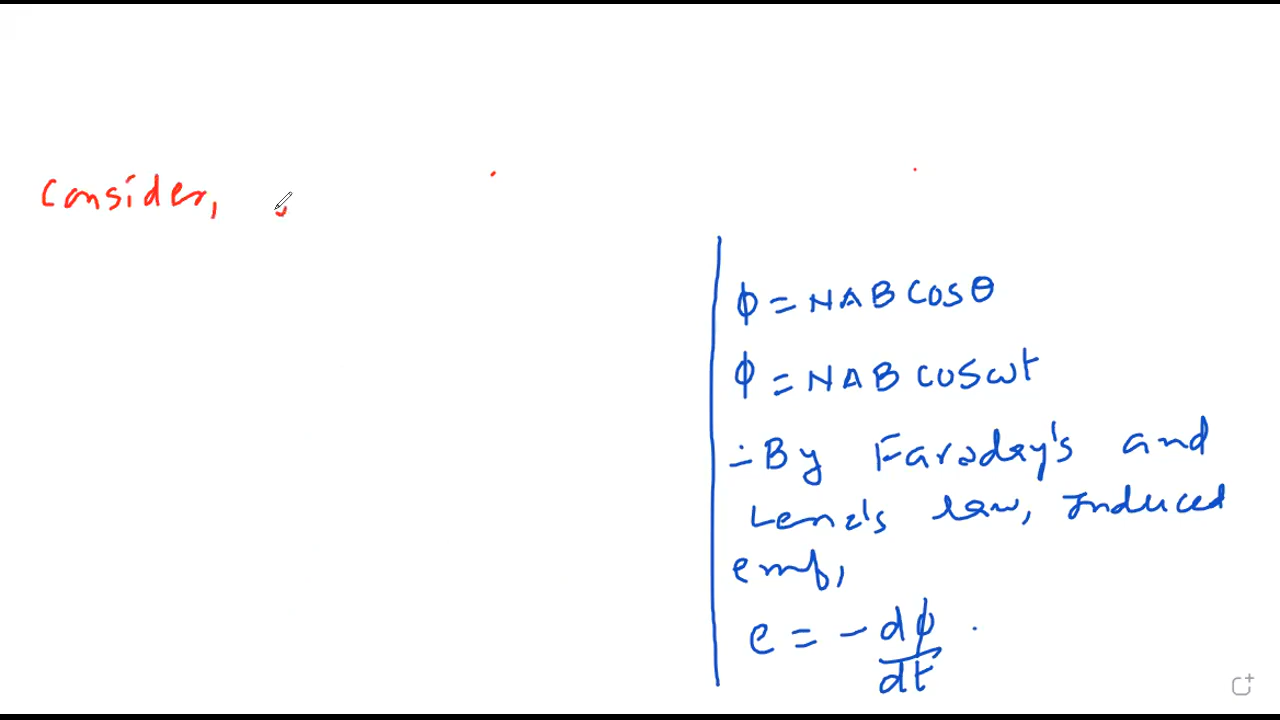 Consider,
ϕ = NAB COSθ
ϕ = NAB COSωt
∴ By Faraday's and
Lenz's law, Induced
emf,
e = -dϕ/dt